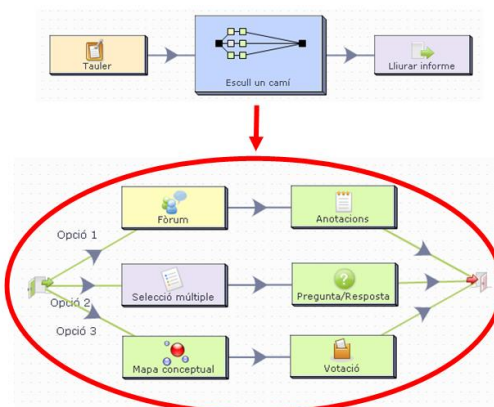 Tauler
Escull un camí
Lliurar informe
Opció 1
Fòrum
Anotacions
Opció 2
Selecció múltiple
Pregunta/Resposta
Opció 3
Mapa conceptual
Votació